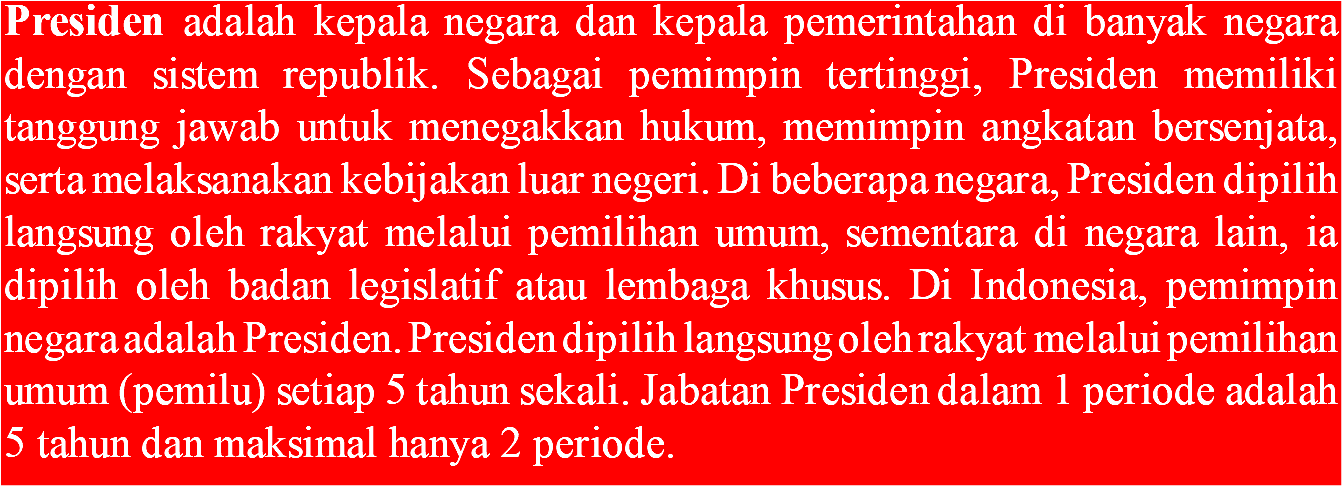 Presiden adalah kepala negara dan kepala pemerintahan di banyak negara
dengan sistem republik. Sebagai pemimpin tertinggi, Presiden memiliki
tanggung jawab untuk menegakkan hukum, memimpin angkatan bersenjata,
serta melaksanakan kebijakan luar negeri. Di beberapa negara, Presiden dipilih
langsung oleh rakyat melalui pemilihan umum, sementara di negara lain, ia
dipilih oleh badan legislatif atau lembaga khusus. Di Indonesia, pemimpin
negara adalah Presiden. Presiden dipilih langsung oleh rakyat melalui pemilihan
umum (pemilu) setiap 5 tahun sekali. Jabatan Presiden dalam 1 periode adalah
5 tahun dan maksimal hanya 2 periode.